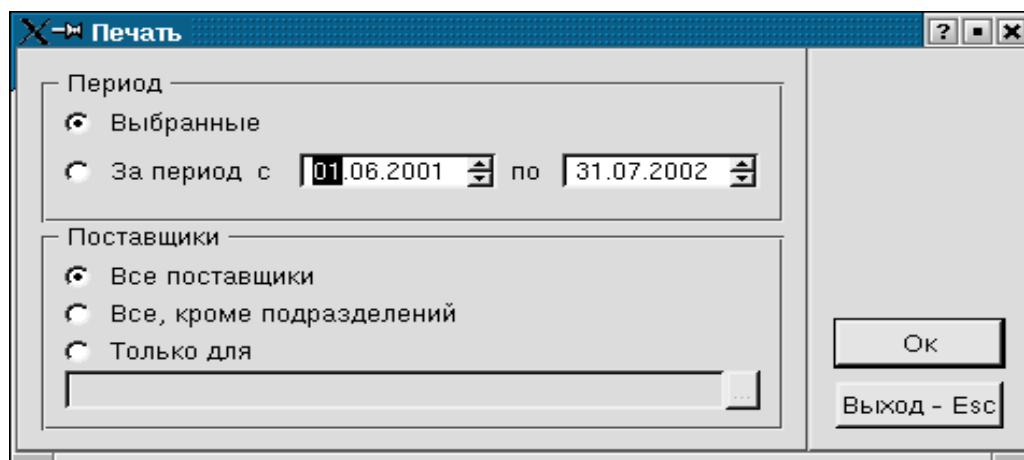 Печать
Период
Выбранные
За период с 01.06.2001 по 31.07.2002
Поставщики
Все поставщики
Все, кроме подразделений
Только для
...
Ок
Выход - Esc